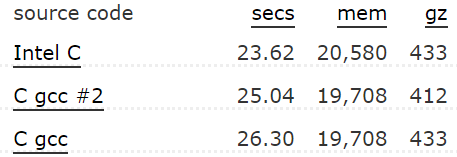 source code secs mem gz
Intel C 23.62 20,580 433
C gcc #2 25.04 19,708 412
C gcc 26.30 19,708 433